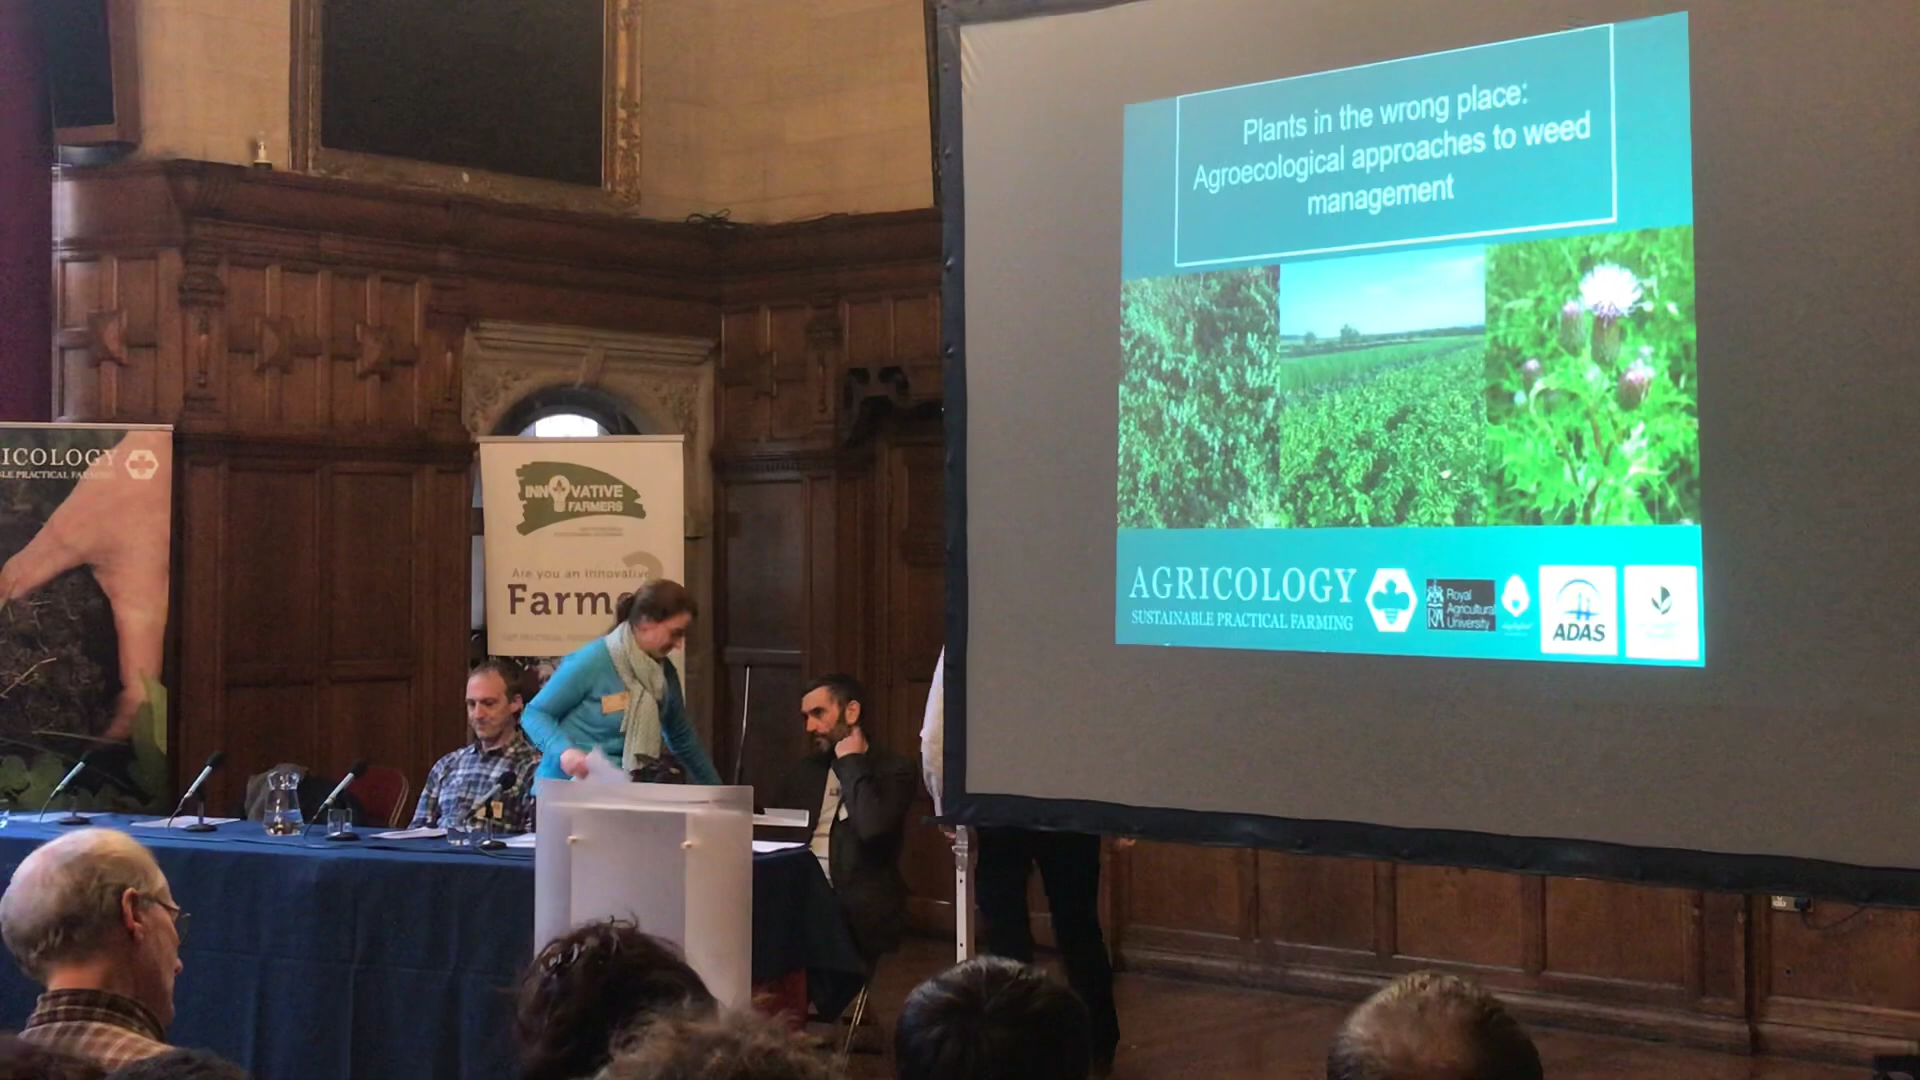 Plants in the wrong place:
Agroecological approaches to weed
management
AGRICOLOGY
SUSTAINABLE PRACTICAL FARMING
Royal
Agricultural
University
ADAS
ICOLOGY
LE PRACTICAL FARMING
INNOVATIVE
FARMERS
Are you an innovative
Farme
?